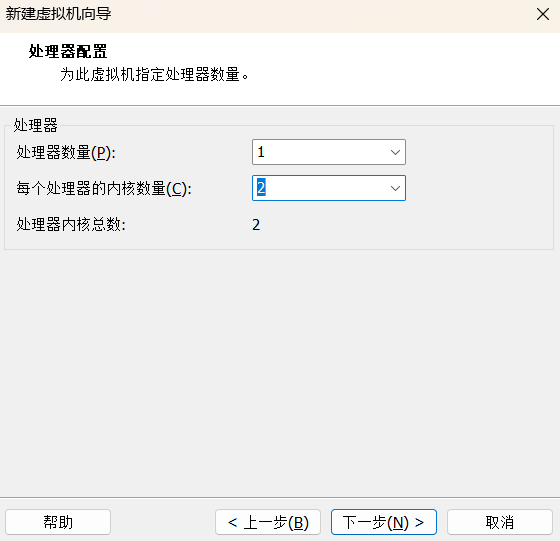 新建虚拟机向导
处理器配置
为此虚拟机指定处理器数量。
处理器
处理器数量(P): 1
每个处理器的内核数量(C): 2
处理器内核总数: 2
帮助 < 上一步(B) 下一步(N) > 取消